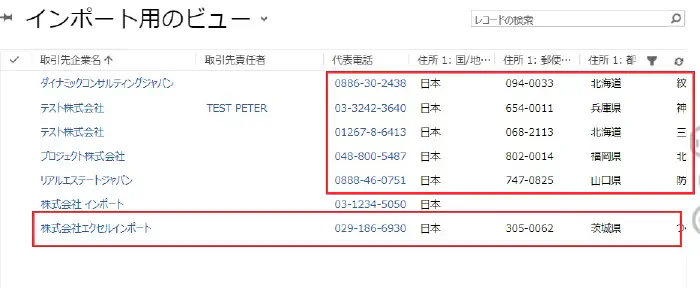 インポート用のビュー
レコードの検索
取引先企業名 取引先責任者 代表電話 住所 1: 国/地... 住所 1: 郵便... 住所 1: 都
ダイナミックコンサルティングジャパン 0886-30-2438 日本 094-0033 北海道 紋
テスト株式会社 TEST PETER 03-3242-3640 日本 654-0011 兵庫県 神
テスト株式会社 01267-8-6413 日本 068-2113 北海道 三
プロジェクト株式会社 048-800-5487 日本 802-0014 福岡県 北
リアルエステートジャパン 0888-46-0751 日本 747-0825 山口県 防
株式会社 インポート 03-1234-5050 日本
株式会社エクセルインポート 029-186-6930 日本 305-0062 茨城県 つ